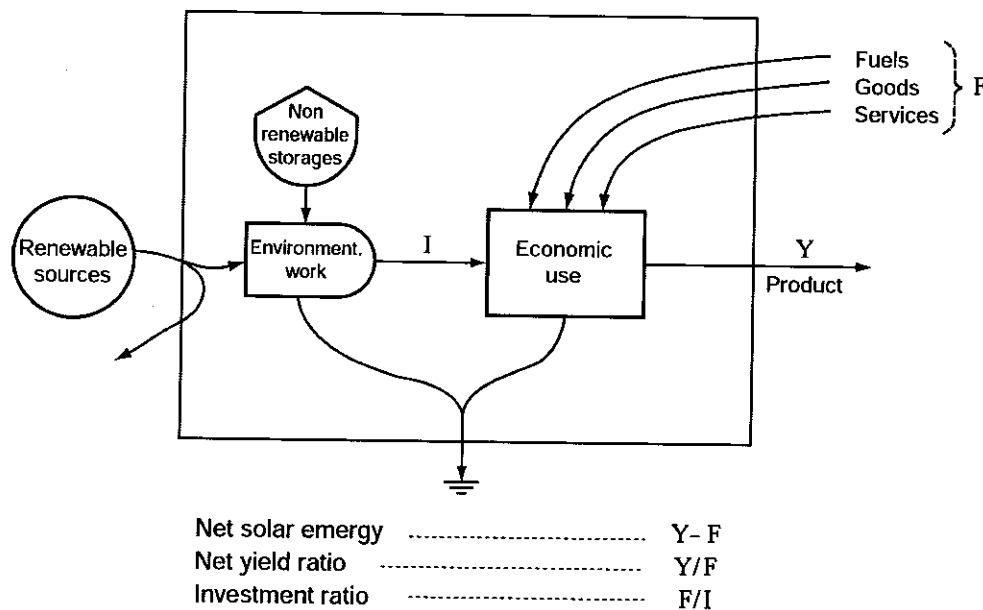 Fuels
Goods
Services
F
Non
renewable
storages
Renewable
sources
Environment.
work
I
Economic
use
Y
Product
Net solar emergy ........................ Y- F
Net yield ratio ........................ Y/F
Investment ratio ........................ F/I